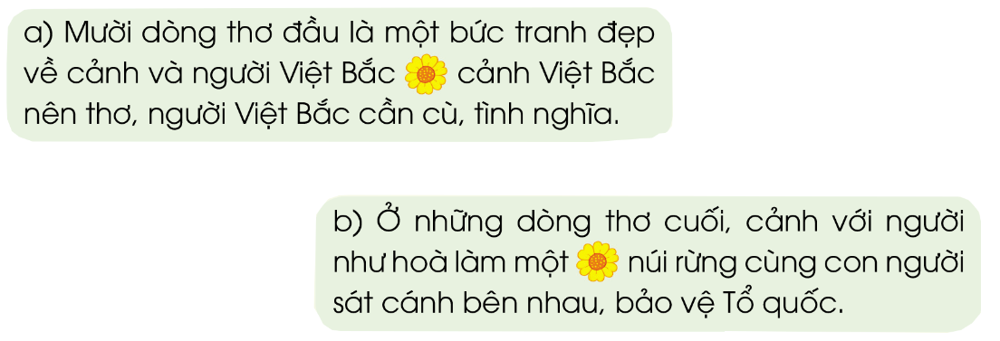 a) Mười dòng thơ đầu là một bức tranh đẹp
về cảnh và người Việt Bắc cảnh Việt Bắc
nên thơ, người Việt Bắc cần cù, tình nghĩa.
b) Ở những dòng thơ cuối, cảnh với người
như hoà làm một núi rừng cùng con người
sát cánh bên nhau, bảo vệ Tổ quốc.